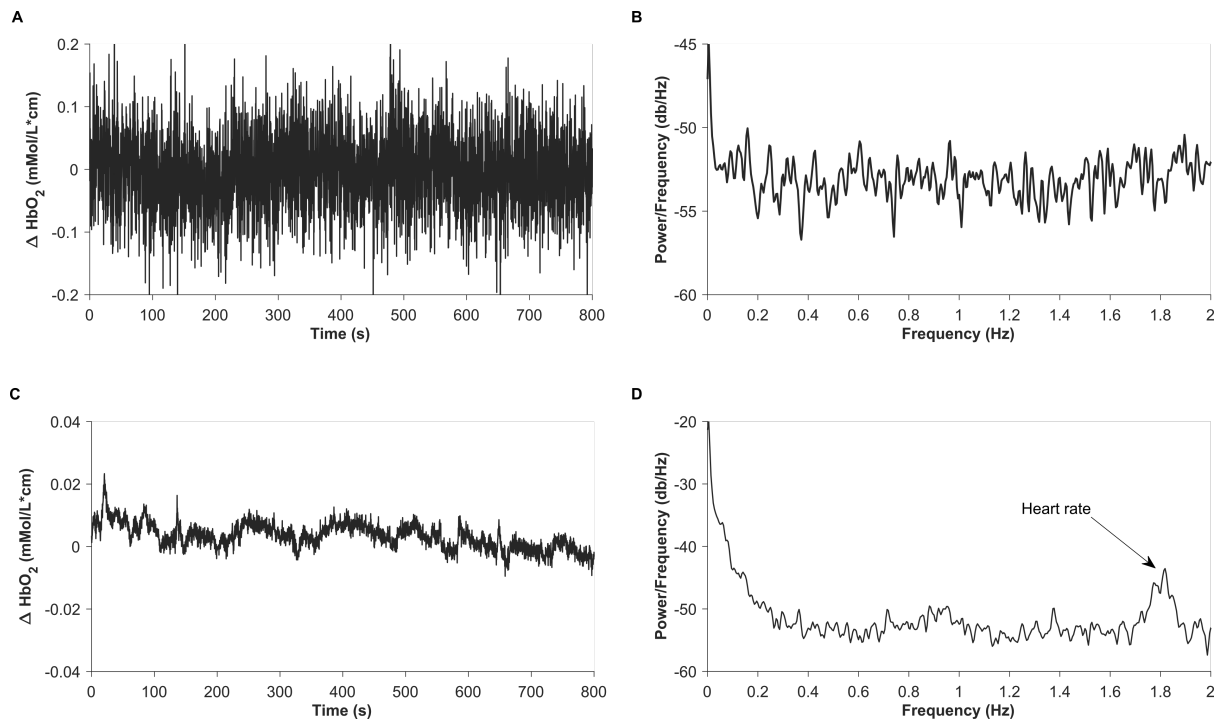 A
0.2
0.1
0
-0.1
-0.2
Δ HbO2 (mMol/L*cm)
0 100 200 300 400 500 600 700 800
Time (s)
B
-45
-50
-55
-60
Power/Frequency (db/Hz)
0 0.2 0.4 0.6 0.8 1 1.2 1.4 1.6 1.8 2
Frequency (Hz)
C
0.04
0.02
0
-0.02
-0.04
Δ HbO2 (mMol/L*cm)
0 100 200 300 400 500 600 700 800
Time (s)
D
-20
-30
-40
-50
-60
Power/Frequency (db/Hz)
Heart rate
0 0.2 0.4 0.6 0.8 1 1.2 1.4 1.6 1.8 2
Frequency (Hz)